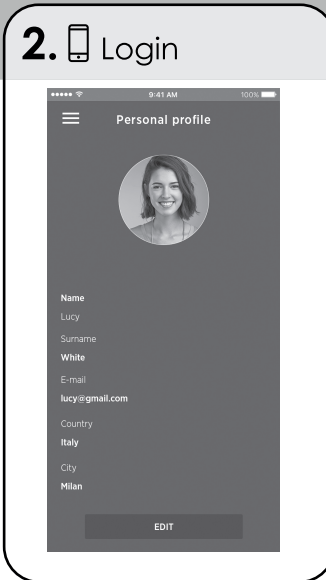 2. Login
9:41 AM 100%
Personal profile
Name
Lucy
Surname
White
E-mail
lucy@gmail.com
Country
Italy
City
Milan
EDIT